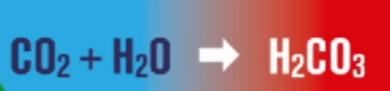 CO₂ + H₂O → H₂CO₃